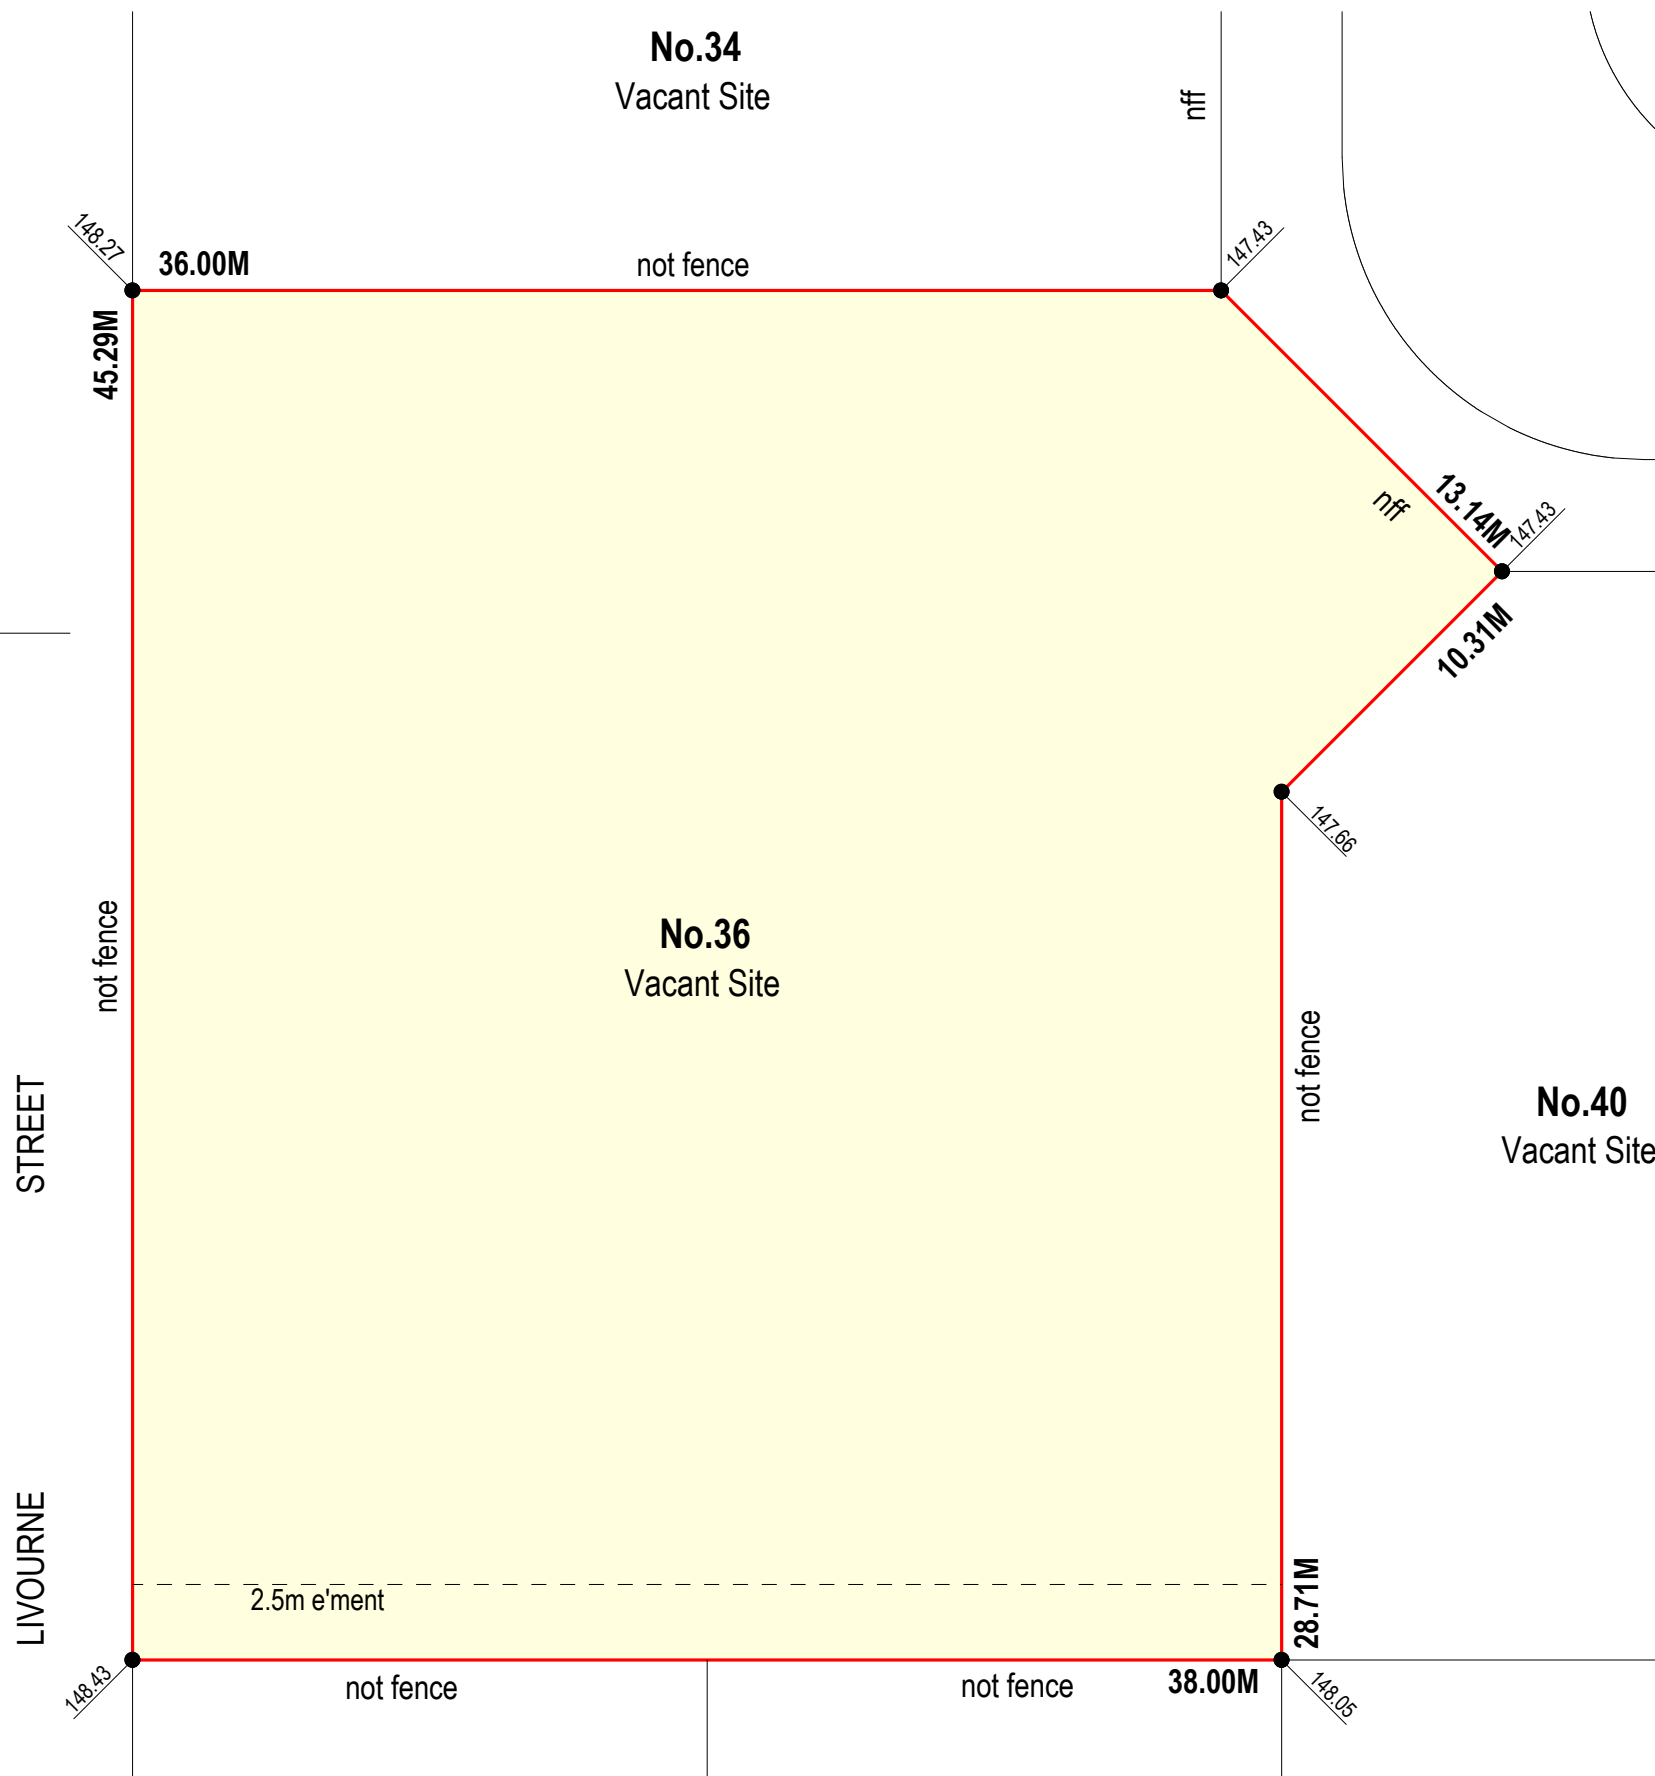 No.34
Vacant Site
nff
148.27
36.00M
not fence
147.43
45.29M
nff
13.14M
147.43
10.31M
147.66
not fence
No.36
Vacant Site
not fence
No.40
Vacant Site
STREET
LIVOURNE
2.5m e'ment
28.71M
148.43
not fence
not fence
38.00M
148.05